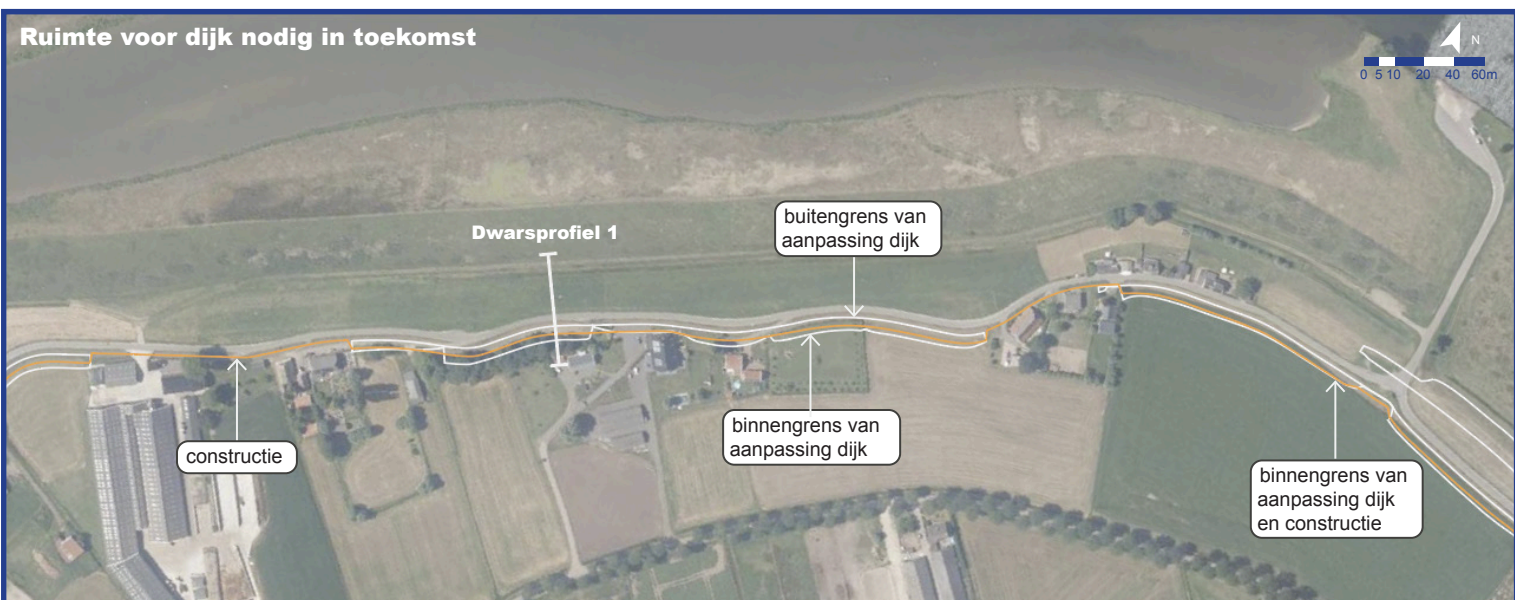 Ruimte voor dijk nodig in toekomst
N
0 5 10 20 40 60m
Dwarsprofiel 1
buitengrens van
aanpassing dijk
constructie
binnengrens van
aanpassing dijk
binnengrens van
aanpassing dijk
en constructie